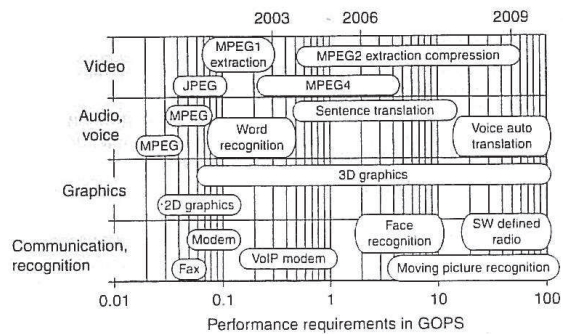 2003 2006 2009
Video
MPEG1
extraction
MPEG2 extraction compression
JPEG
MPEG4
Audio,
voice
MPEG
MPEG
Word
recognition
Sentence translation
Voice auto
translation
Graphics
3D graphics
2D graphics
Communication,
recognition
Modem
Fax
VoIP modem
Face
recognition
SW defined
radio
Moving picture recognition
0.01 0.1 1 10 100
Performance requirements in GOPS